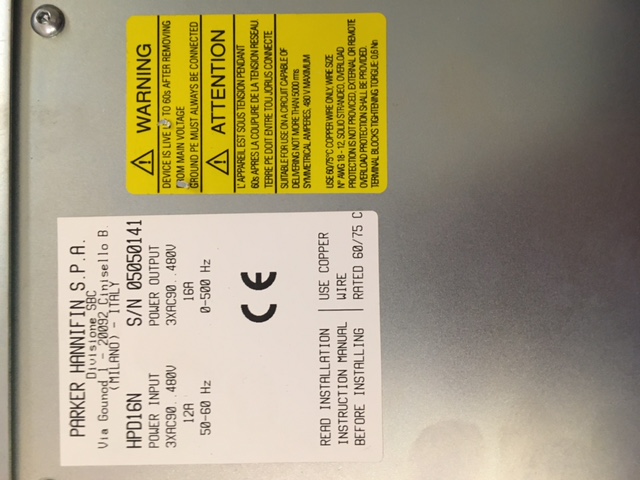 WARNING
DEVICE IS LIVE UP TO 60s AFTER REMOVING
FROM MAIN VOLTAGE
GROUND PE MUST ALWAYS BE CONNECTED
ATTENTION
L'APPAREIL EST SOUS TENSION PENDANT
60s APRES LA COUPURE DE LA TENSION RESEAU
TERRE PE DOIT ENTRE TOUJORUS CONNECTE
SUITABLE FOR USE ON A CIRCUIT CAPABLE OF
DELIVERING NOT MORE THAN 5000 rms
SYMMETRICAL AMPERES, 480 V MAXIMUM
USE 60/75°C COPPER WIRE ONLY, WIRE SIZE
N° AWG 18 - 12, SOLID STRANDED, OVERLOAD
PROTECTION IS NOT PROVIDED, EXTERNAL OR REMOTE
OVERLOAD PROTECTION SHALL BE PROVIDED.
TERMINAL BLOCKS TIGHTENING TORQUE: 0.6 Nm
PARKER HANNIFIN S.P.A.
Divisione SBC
Via Gounod 1 - 20092 Cinisello B.
(MILANO) - ITALY
HPD16N S/N 05050141
POWER INPUT POWER OUTPUT
3XAC90..480V 3XAC90..480V
12A 16A
50-60 Hz 0-500 Hz
CE
READ INSTALLATION
INSTRUCTION MANUAL
BEFORE INSTALLING
USE COPPER
WIRE
RATED 60/75 C